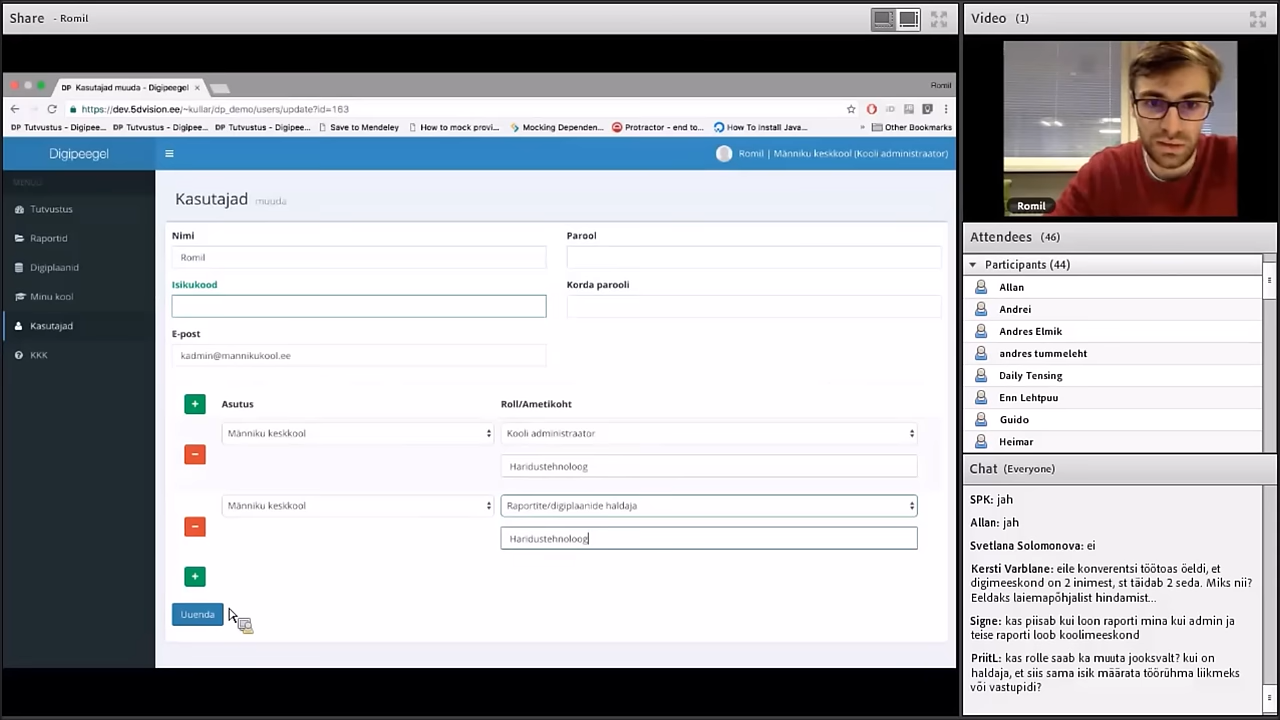 Share - Romil
DP Kasutajad muuda - Digipeegel
Romil
https://dev.5dvision.ee/~kullar/dp_demo/users/update?id=163
DP Tutvustus - Digipee... DP Tutvustus - Digipee... DP Tutvustus - Digipee... Save to Mendeley How to mock provi... Mocking Dependen... Protractor - end to... How To Install Java... » Other Bookmarks
Digipeegel
Romil | Männiku keskkool (Kooli administraator)
Tutvustus
Raportid
Digiplaanid
Minu kool
Kasutajad
KKK
Kasutajad muuda
Nimi
Romil
Parool
Isikukood
Korda parooli
E-post
kadmin@mannikukool.ee
+ Asutus Roll/Ametikoht
Männiku keskkool Kooli administraator
-
Haridustehnoloog
Männiku keskkool Raportite/digiplaanide haldaja
-
Haridustehnoloog
+
Uuenda
Video (1)
Romil
Attendees (46)
Participants (44)
Allan
Andrei
Andres Elmik
andres tummeleht
Daily Tensing
Enn Lehtpuu
Guido
Heimar
Chat (Everyone)
SPK: jah
Allan: jah
Svetlana Solomonova: ei
Kersti Varblane: eile konverentsi töötoas öeldi, et
digimeeskond on 2 inimest, st täidab 2 seda. Miks nii?
Eeldaks laiemapõhjalist hindamist...
Signe: kas piisab kui loon raporti mina kui admin ja
teise raporti loob koolimeeskond
PriitL: kas rolle saab ka muuta jooksvalt? kui on
haldaja, et siis sama isik määrata töörühma liikmeks
või vastupidi?